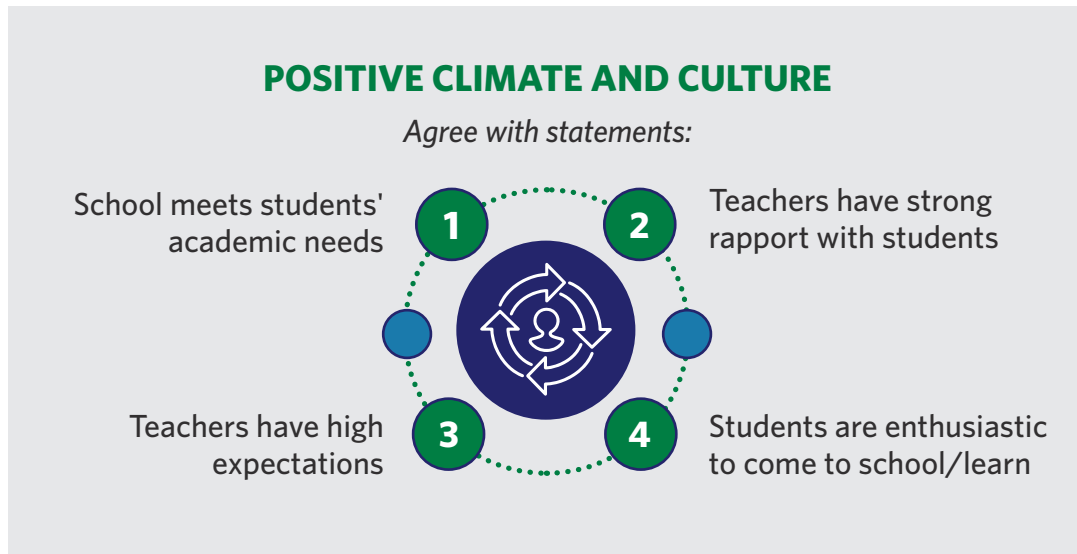 POSITIVE CLIMATE AND CULTURE
Agree with statements:
School meets students'
academic needs
1
2
Teachers have strong
rapport with students
Teachers have high
expectations
3
4
Students are enthusiastic
to come to school/learn